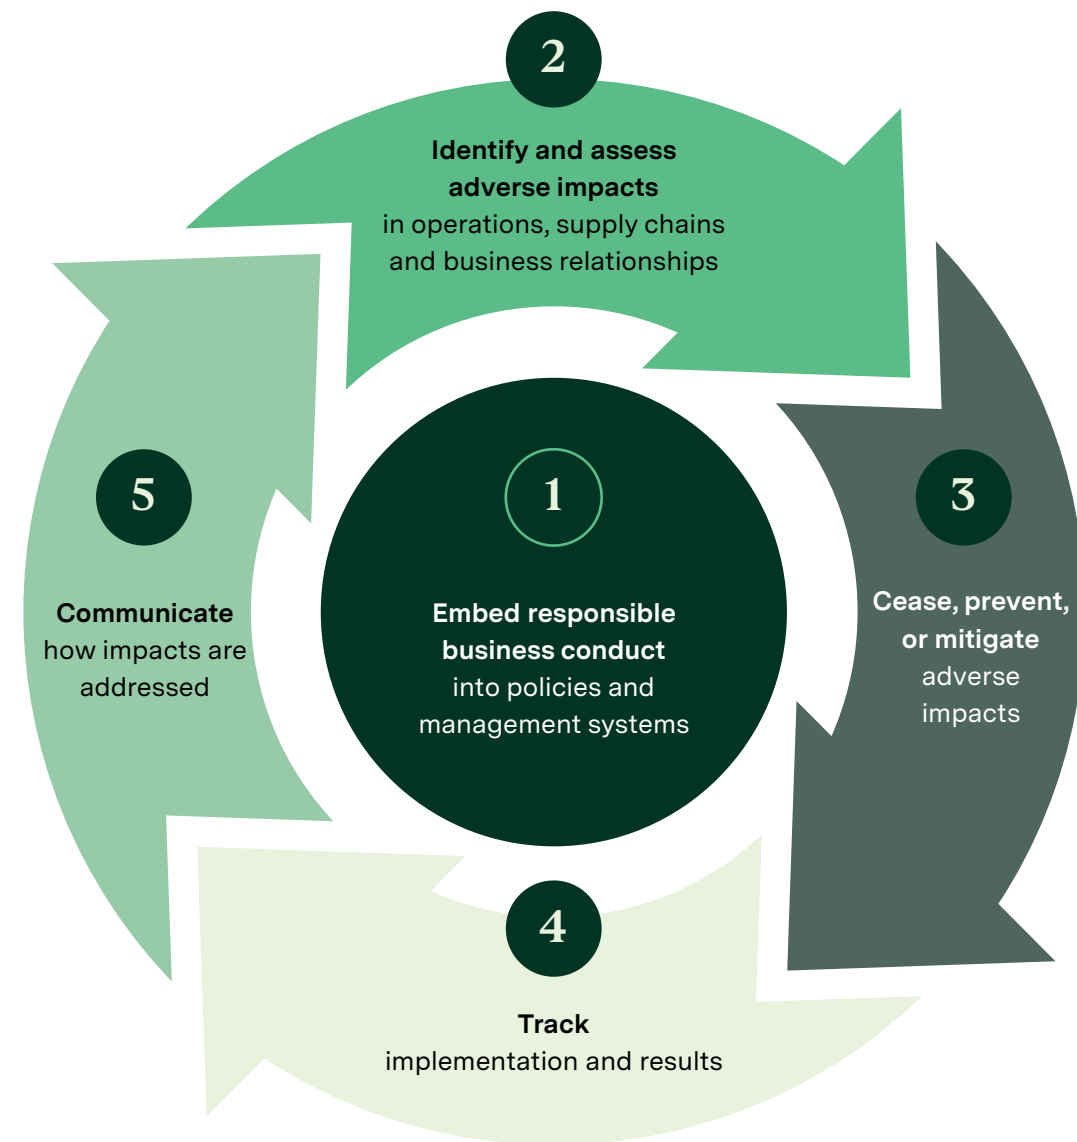 1
Embed responsible
business conduct
into policies and
management systems
2
Identify and assess
adverse impacts
in operations, supply chains
and business relationships
3
Cease, prevent,
or mitigate
adverse
impacts
4
Track
implementation and results
5
Communicate
how impacts are
addressed